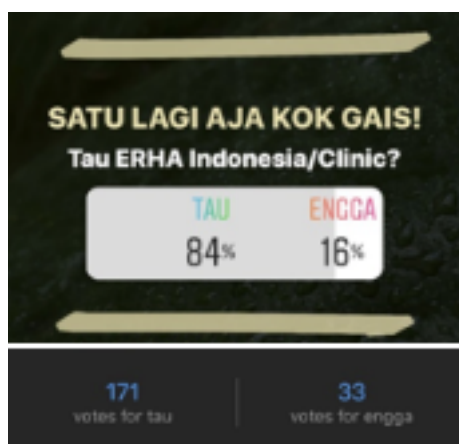 SATU LAGI AJA KOK GAIS!
Tau ERHA Indonesia/Clinic?
TAU ENGGA
84% 16%
171 33
votes for tau votes for engga